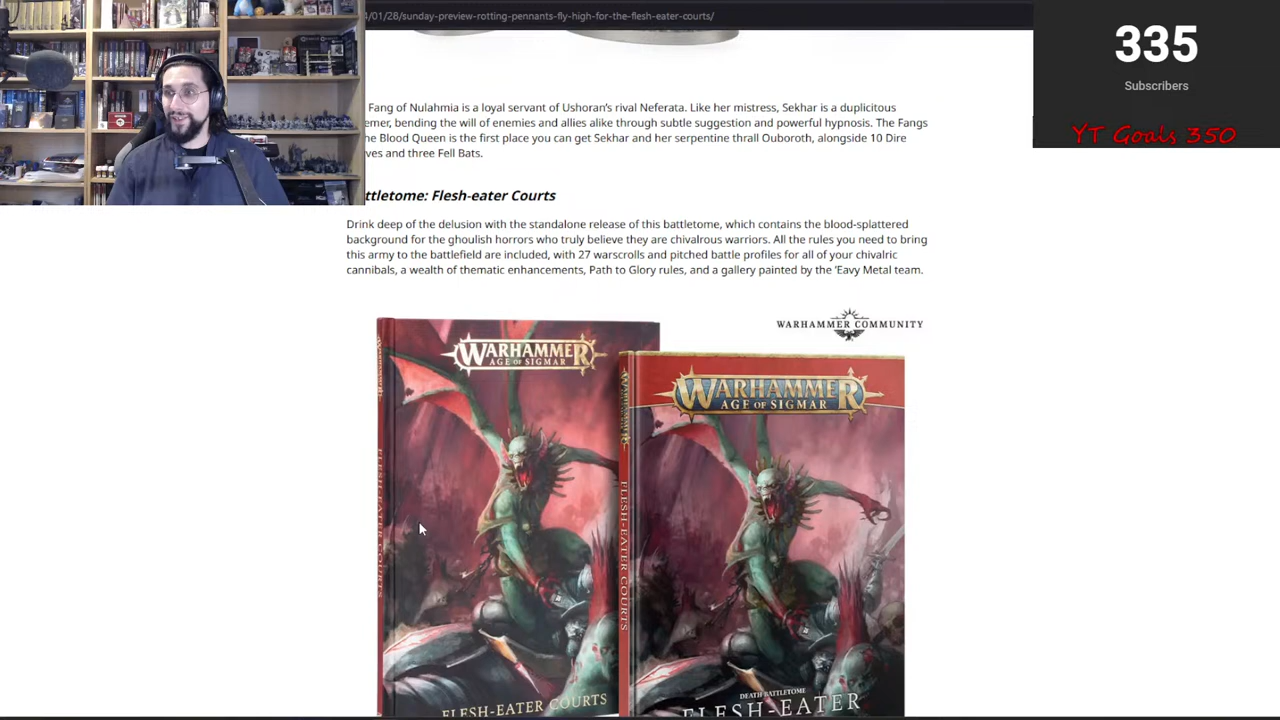 4/01/28/sunday-preview-rotting-pennants-fly-high-for-the-flesh-eater-courts/
335
Subscribers
YT Goals 350
Fang of Nulahmia is a loyal servant of Ushoran's rival Neferata. Like her mistress, Sekhar is a duplicitous
emer, bending the will of enemies and allies alike through subtle suggestion and powerful hypnosis. The Fangs
he Blood Queen is the first place you can get Sekhar and her serpentine thrall Ouboroth, alongside 10 Dire
ves and three Fell Bats.
ttletome: Flesh-eater Courts
Drink deep of the delusion with the standalone release of this battletome, which contains the blood-splattered
background for the ghoulish horrors who truly believe they are chivalrous warriors. All the rules you need to bring
this army to the battlefield are included, with 27 warscrolls and pitched battle profiles for all of your chivalric
cannibals, a wealth of thematic enhancements, Path to Glory rules, and a gallery painted by the 'Eavy Metal team.
WARHAMMER COMMUNITY
WARHAMMER
AGE OF SIGMAR
FLESH-EATER COURTS
FLESH-EATER COURTS
WARHAMMER
AGE OF SIGMAR
FLESH-EATER COURTS
DEATH BATTLETOME
FLESH-EATER